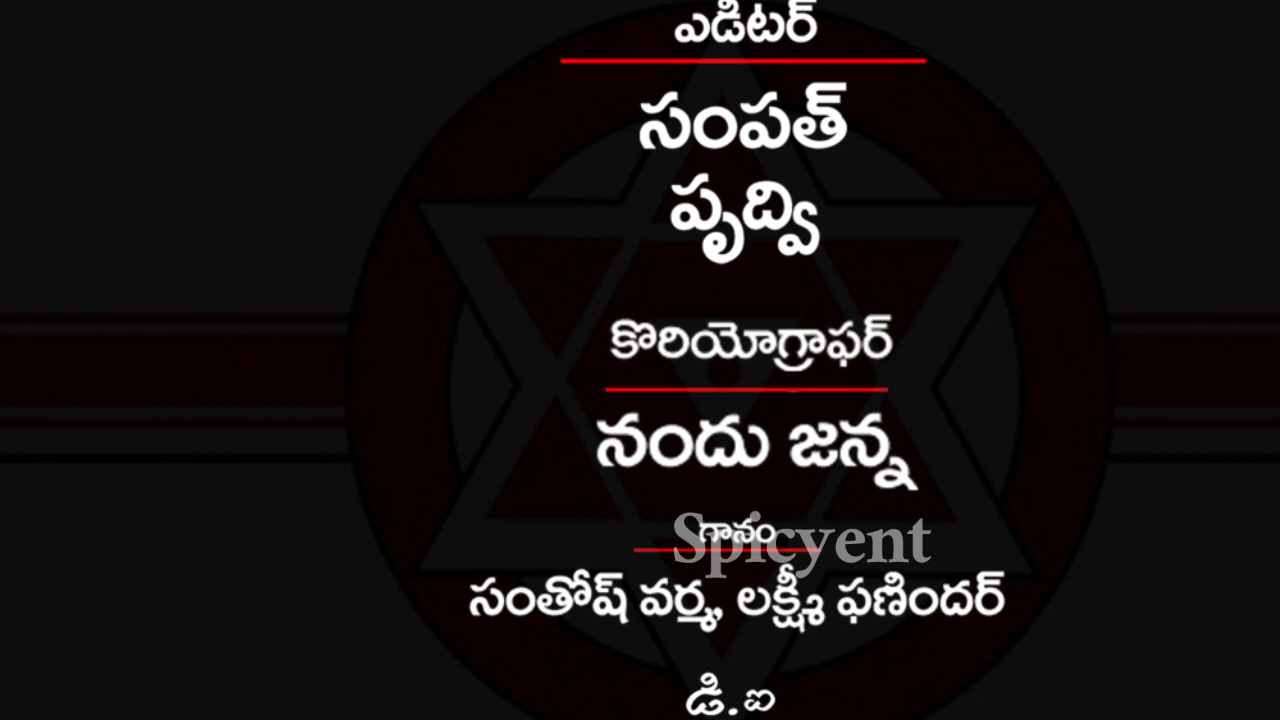 ఎడిటర్
సంపత్
పృద్వి
కొరియోగ్రాఫర్
నందు జన్న
గానం
Spicyent
సంతోష్ వర్మ, లక్ష్మీ ఫణిందర్
డి.ఐ